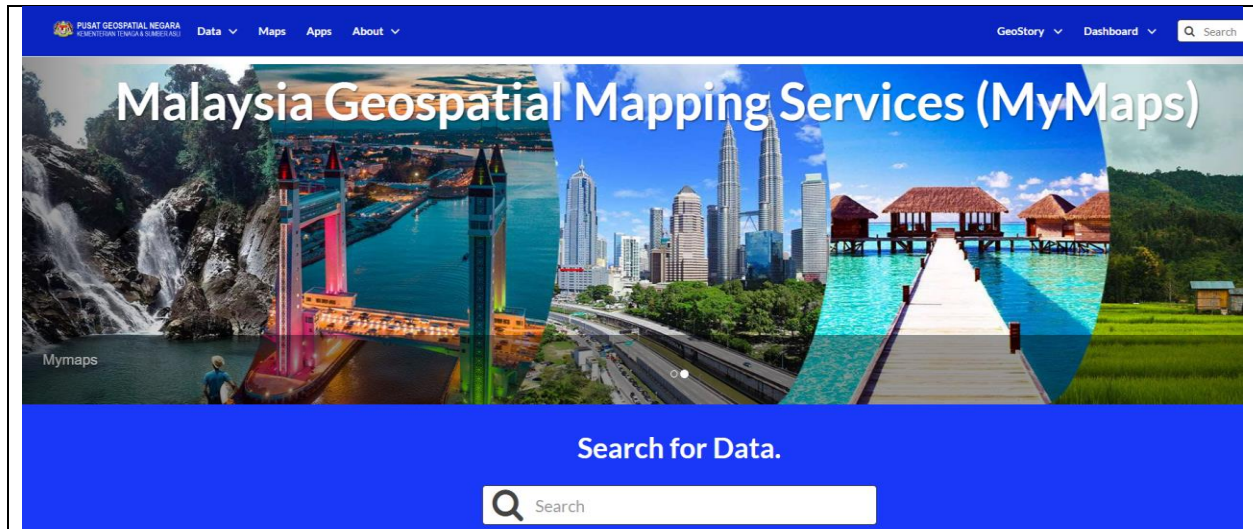 PUSAT GEOSPATIAL NEGARA
KEMENTERIAN TENAGA & SUMBER ASLI
Data
Maps
Apps
About
GeoStory
Dashboard
Search
Malaysia Geospatial Mapping Services (MyMaps)
Mymaps
Search for Data.
Search